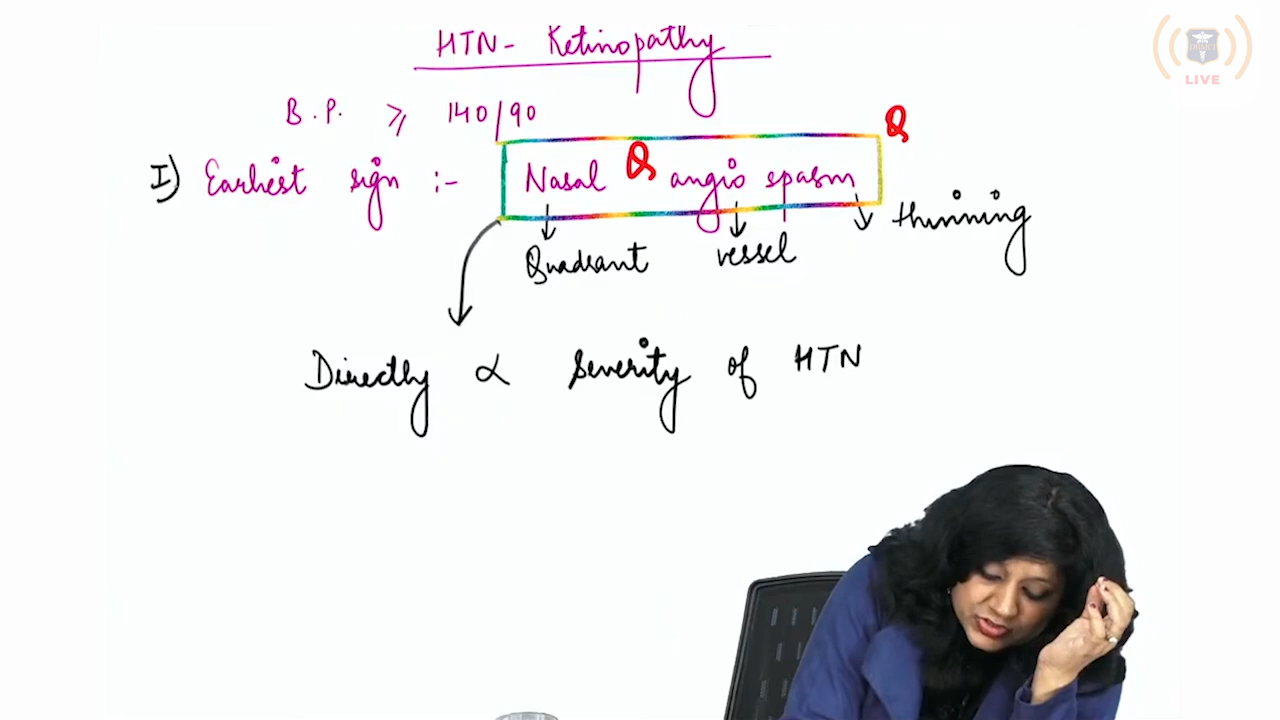 HTN - Retinopathy
B.P. ⩾ 140/90
Q
I) Earliest sign :- Nasal Q angio spasm
thinning
Quadrant vessel
Directly ∝ Severity of HTN
LIVE